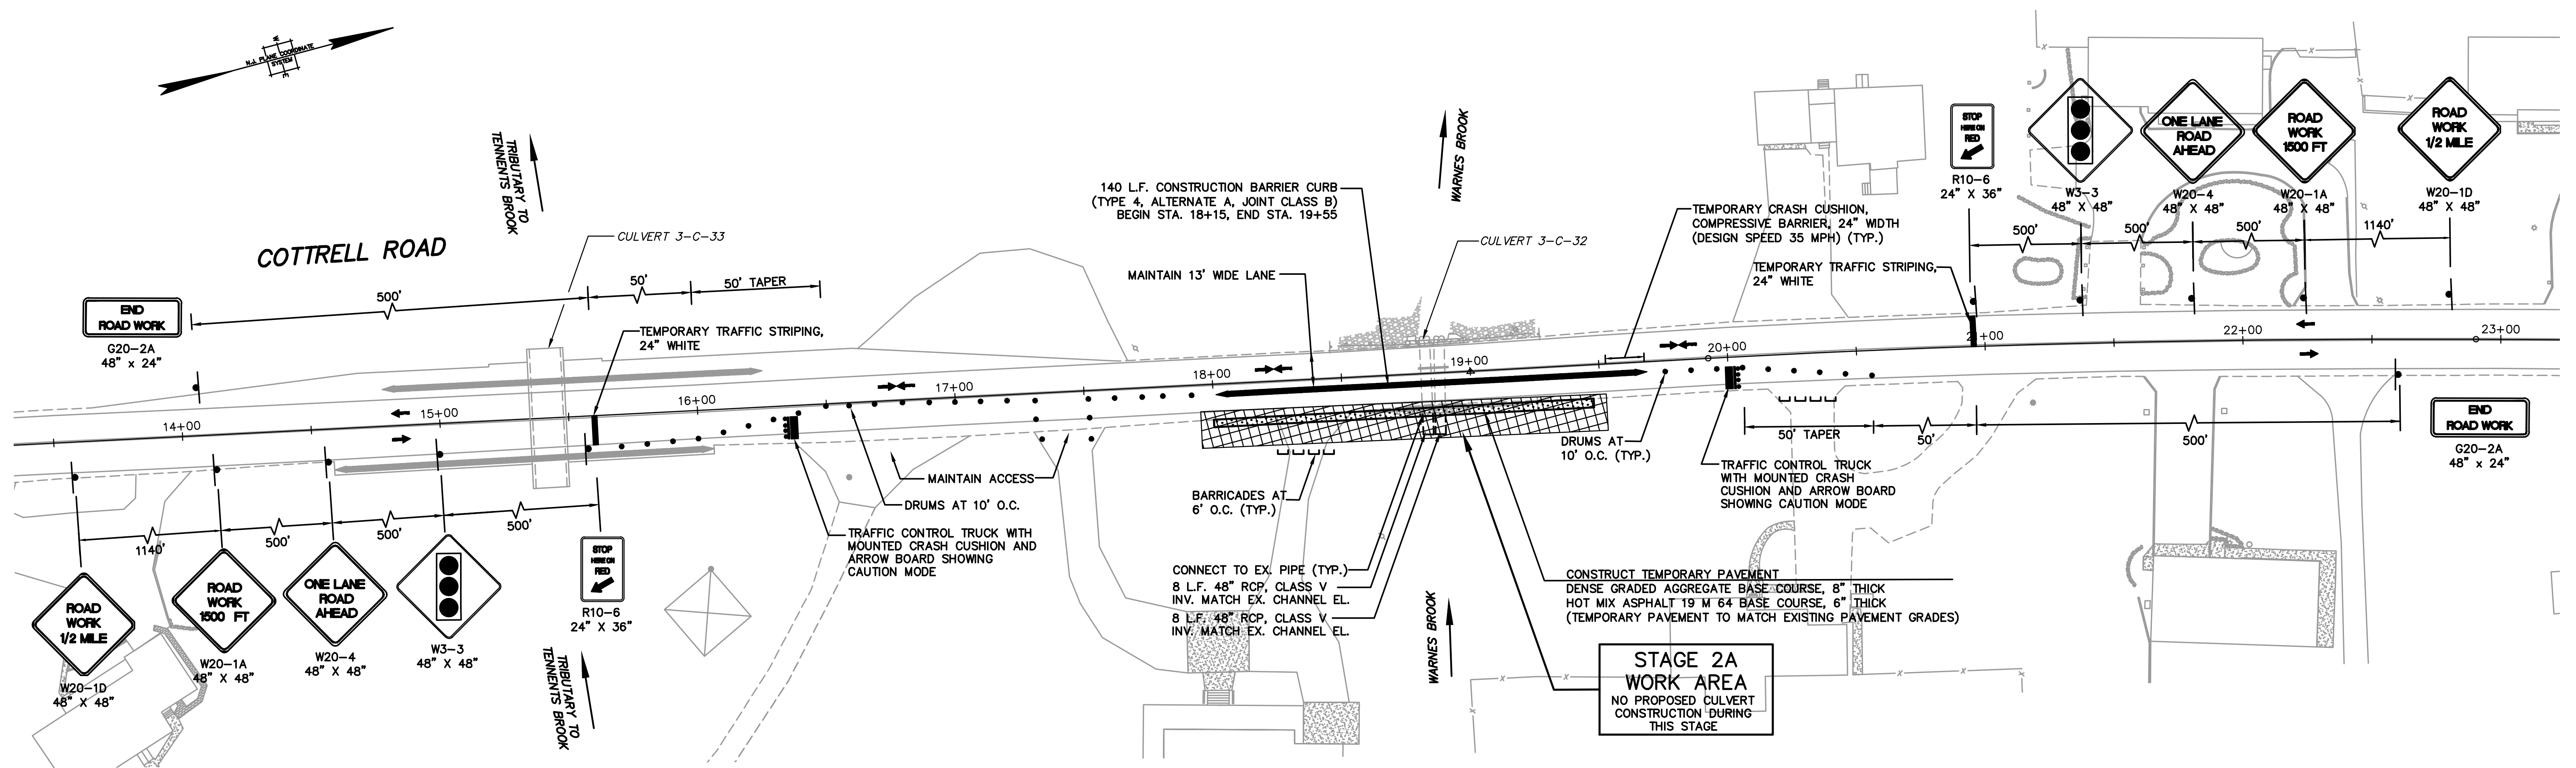 N.J. PLANE COORDINATE
SYSTEM
N
E
COTTRELL ROAD
TRIBUTARY TO
TENNENTS BROOK
CULVERT 3-C-33
500'
50'
50' TAPER
END
ROAD WORK
G20-2A
48" x 24"
TEMPORARY TRAFFIC STRIPING,
24" WHITE
140 L.F. CONSTRUCTION BARRIER CURB
(TYPE 4, ALTERNATE A, JOINT CLASS B)
BEGIN STA. 18+15, END STA. 19+55
MAINTAIN 13' WIDE LANE
WARNES BROOK
CULVERT 3-C-32
TEMPORARY CRASH CUSHION,
COMPRESSIVE BARRIER, 24" WIDTH
(DESIGN SPEED 35 MPH) (TYP.)
TEMPORARY TRAFFIC STRIPING,
24" WHITE
STOP
HERE ON
RED
R10-6
24" X 36"
W3-3
48" X 48"
ONE LANE
ROAD
AHEAD
W20-4
48" X 48"
ROAD
WORK
1500 FT
W20-1A
48" X 48"
ROAD
WORK
1/2 MILE
W20-1D
48" X 48"
500'
500'
500'
1140'
14+00
15+00
16+00
17+00
18+00
19+00
20+00
21+00
22+00
23+00
1140'
500'
500'
500'
ROAD
WORK
1/2 MILE
W20-1D
48" X 48"
ROAD
WORK
1500 FT
W20-1A
48" X 48"
ONE LANE
ROAD
AHEAD
W20-4
48" X 48"
W3-3
48" X 48"
STOP
HERE ON
RED
R10-6
24" X 36"
TRIBUTARY TO
TENNENTS BROOK
MAINTAIN ACCESS
DRUMS AT 10' O.C.
TRAFFIC CONTROL TRUCK WITH
MOUNTED CRASH CUSHION AND
ARROW BOARD SHOWING
CAUTION MODE
BARRICADES AT
6' O.C. (TYP.)
CONNECT TO EX. PIPE (TYP.)
8 L.F. 48" RCP, CLASS V
INV. MATCH EX. CHANNEL EL.
8 L.F. 48" RCP, CLASS V
INV. MATCH EX. CHANNEL EL.
WARNES BROOK
DRUMS AT
10' O.C. (TYP.)
CONSTRUCT TEMPORARY PAVEMENT
DENSE GRADED AGGREGATE BASE COURSE, 8" THICK
HOT MIX ASPHALT 19 M 64 BASE COURSE, 6" THICK
(TEMPORARY PAVEMENT TO MATCH EXISTING PAVEMENT GRADES)
STAGE 2A
WORK AREA
NO PROPOSED CULVERT
CONSTRUCTION DURING
THIS STAGE
50' TAPER
50'
500'
TRAFFIC CONTROL TRUCK
WITH MOUNTED CRASH
CUSHION AND ARROW BOARD
SHOWING CAUTION MODE
END
ROAD WORK
G20-2A
48" x 24"